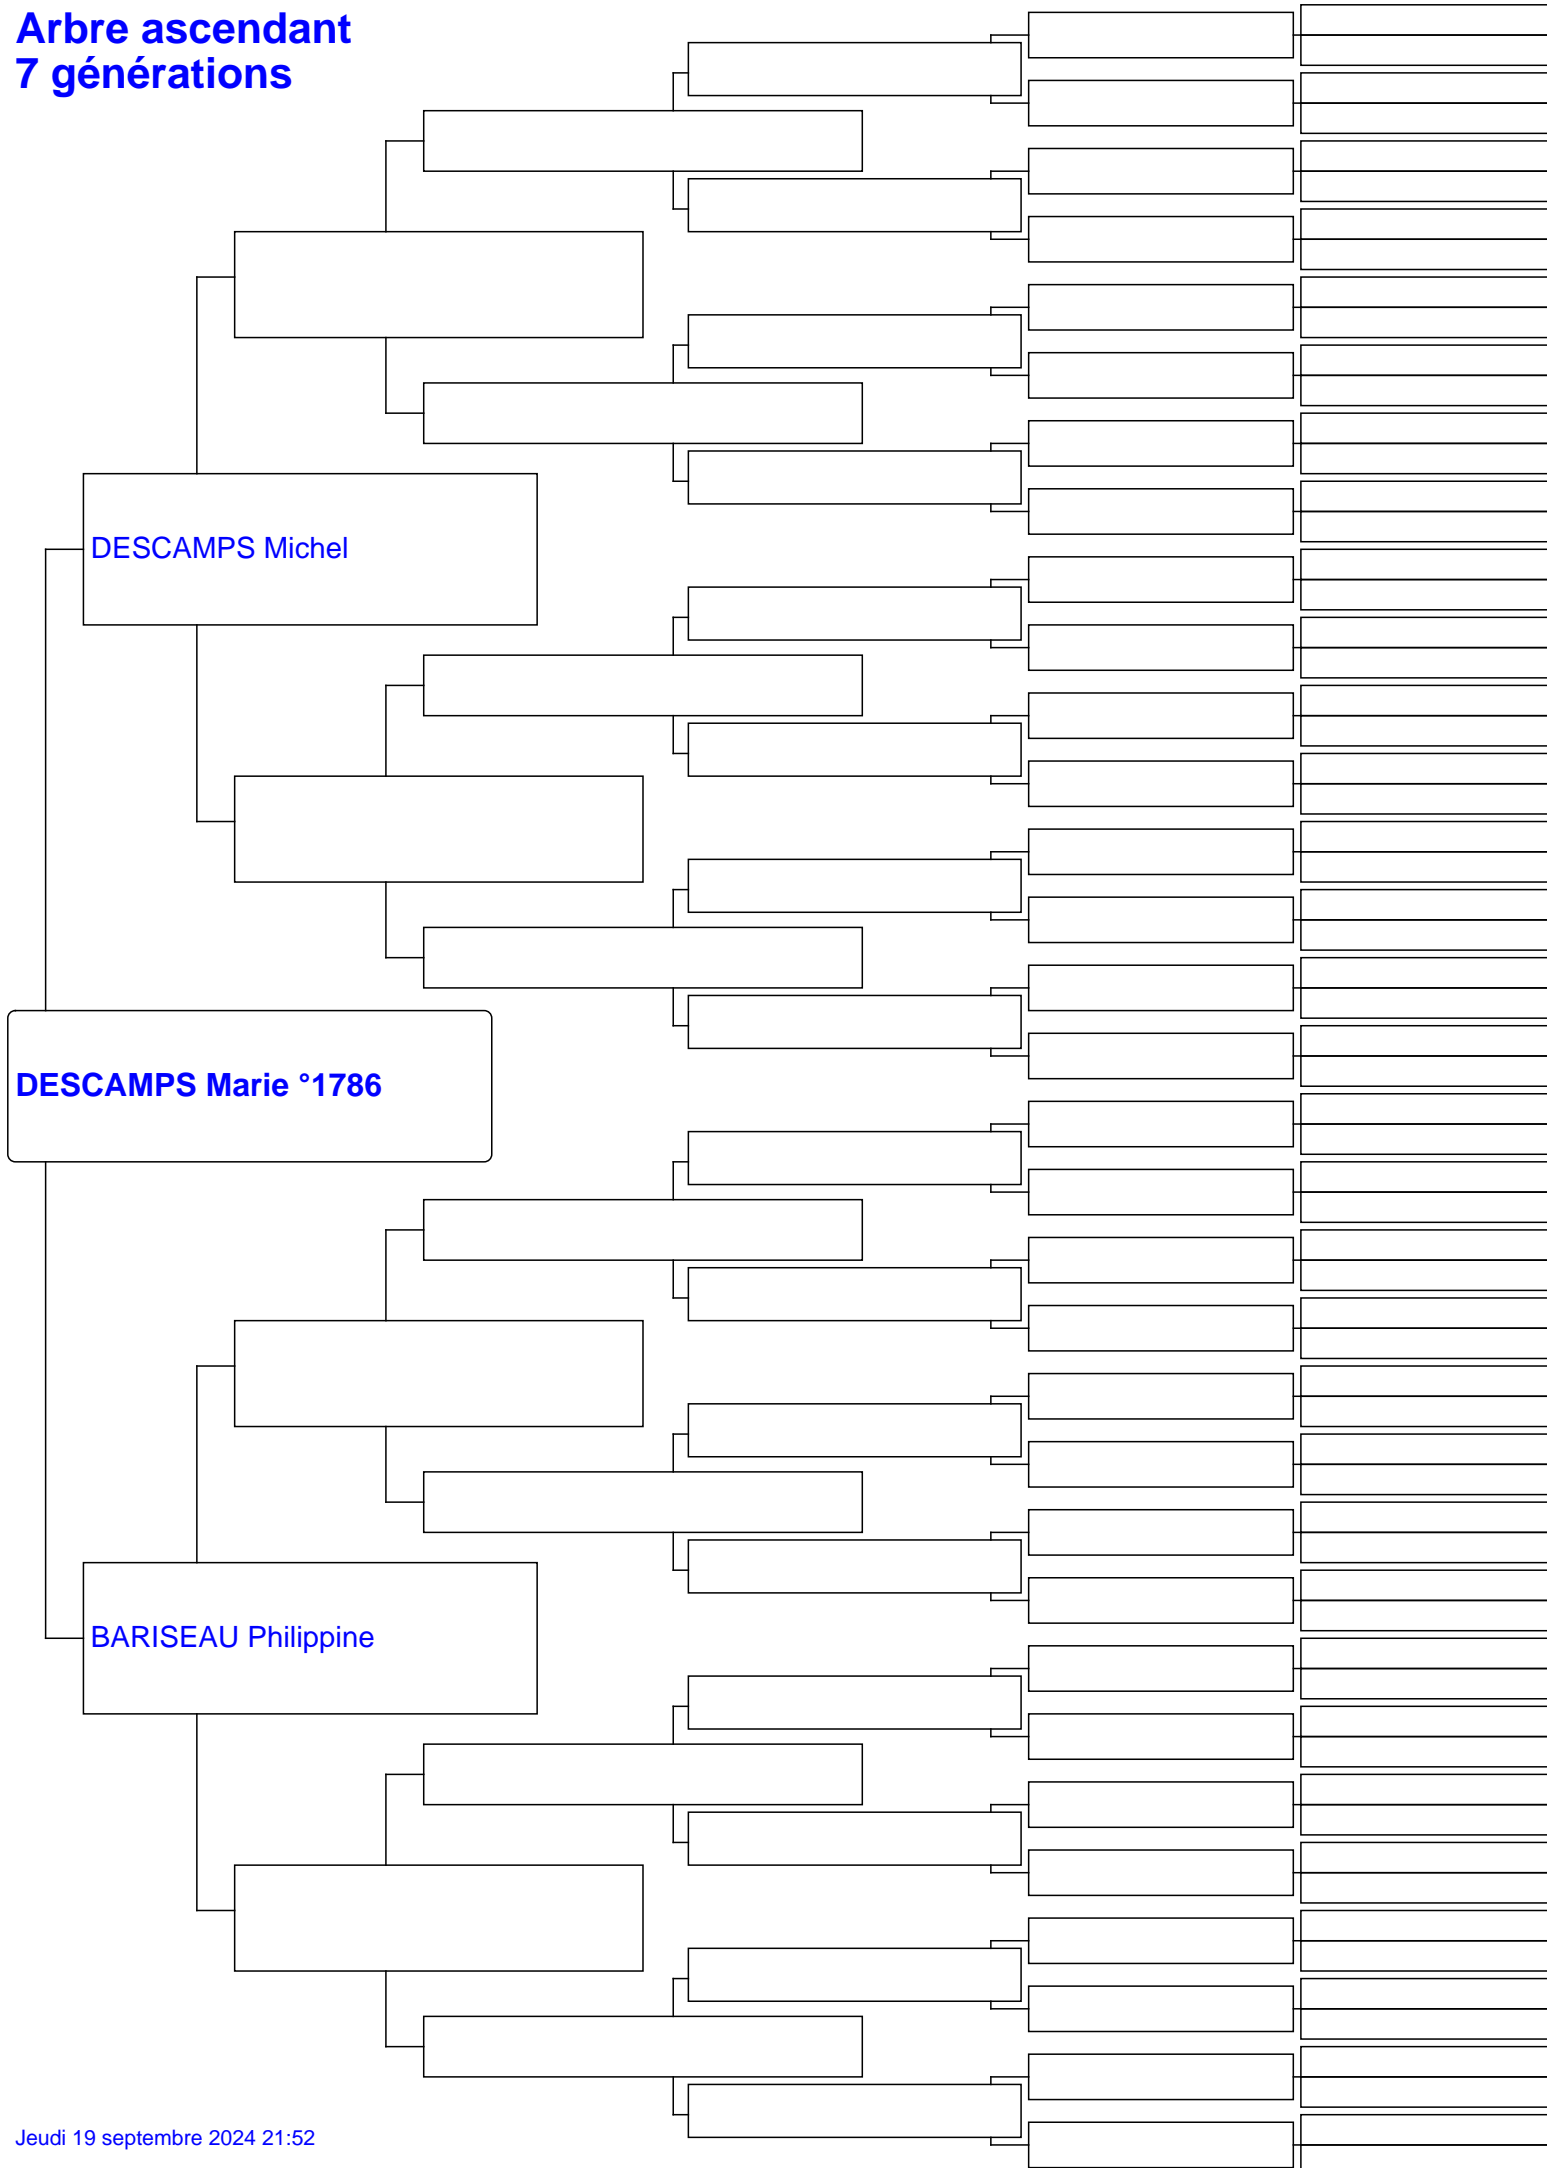 Arbre ascendant
7 générations
DESCAMPS Michel
DESCAMPS Marie °1786
BARISEAU Philippine
Jeudi 19 septembre 2024 21:52